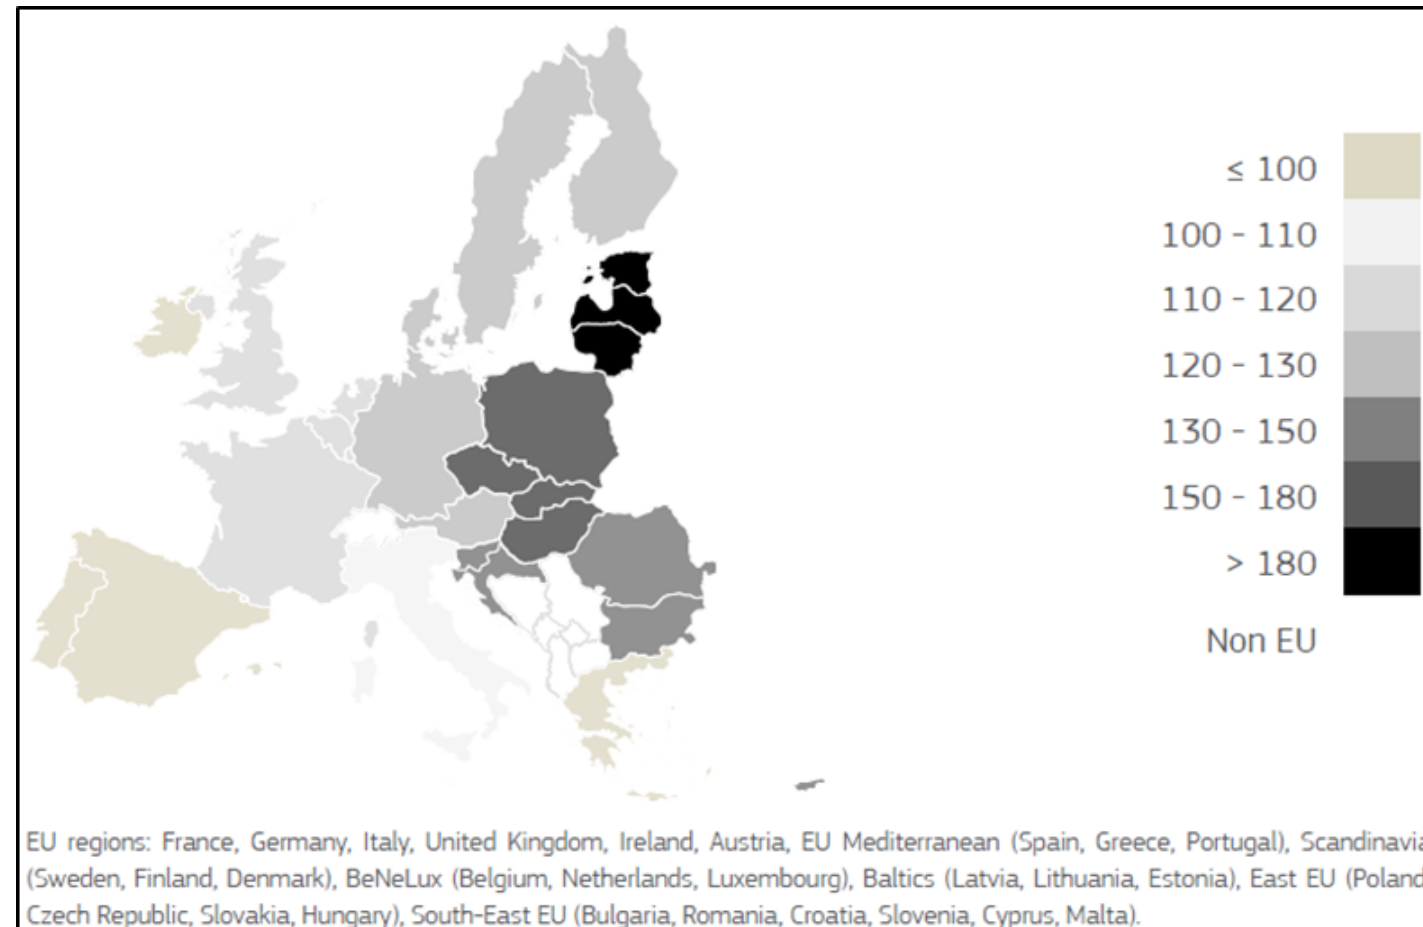 ≤ 100
100 - 110
110 - 120
120 - 130
130 - 150
150 - 180
> 180
Non EU
EU regions: France, Germany, Italy, United Kingdom, Ireland, Austria, EU Mediterranean (Spain, Greece, Portugal), Scandinavia
(Sweden, Finland, Denmark), BeNeLux (Belgium, Netherlands, Luxembourg), Baltics (Latvia, Lithuania, Estonia), East EU (Poland
Czech Republic, Slovakia, Hungary), South-East EU (Bulgaria, Romania, Croatia, Slovenia, Cyprus, Malta).